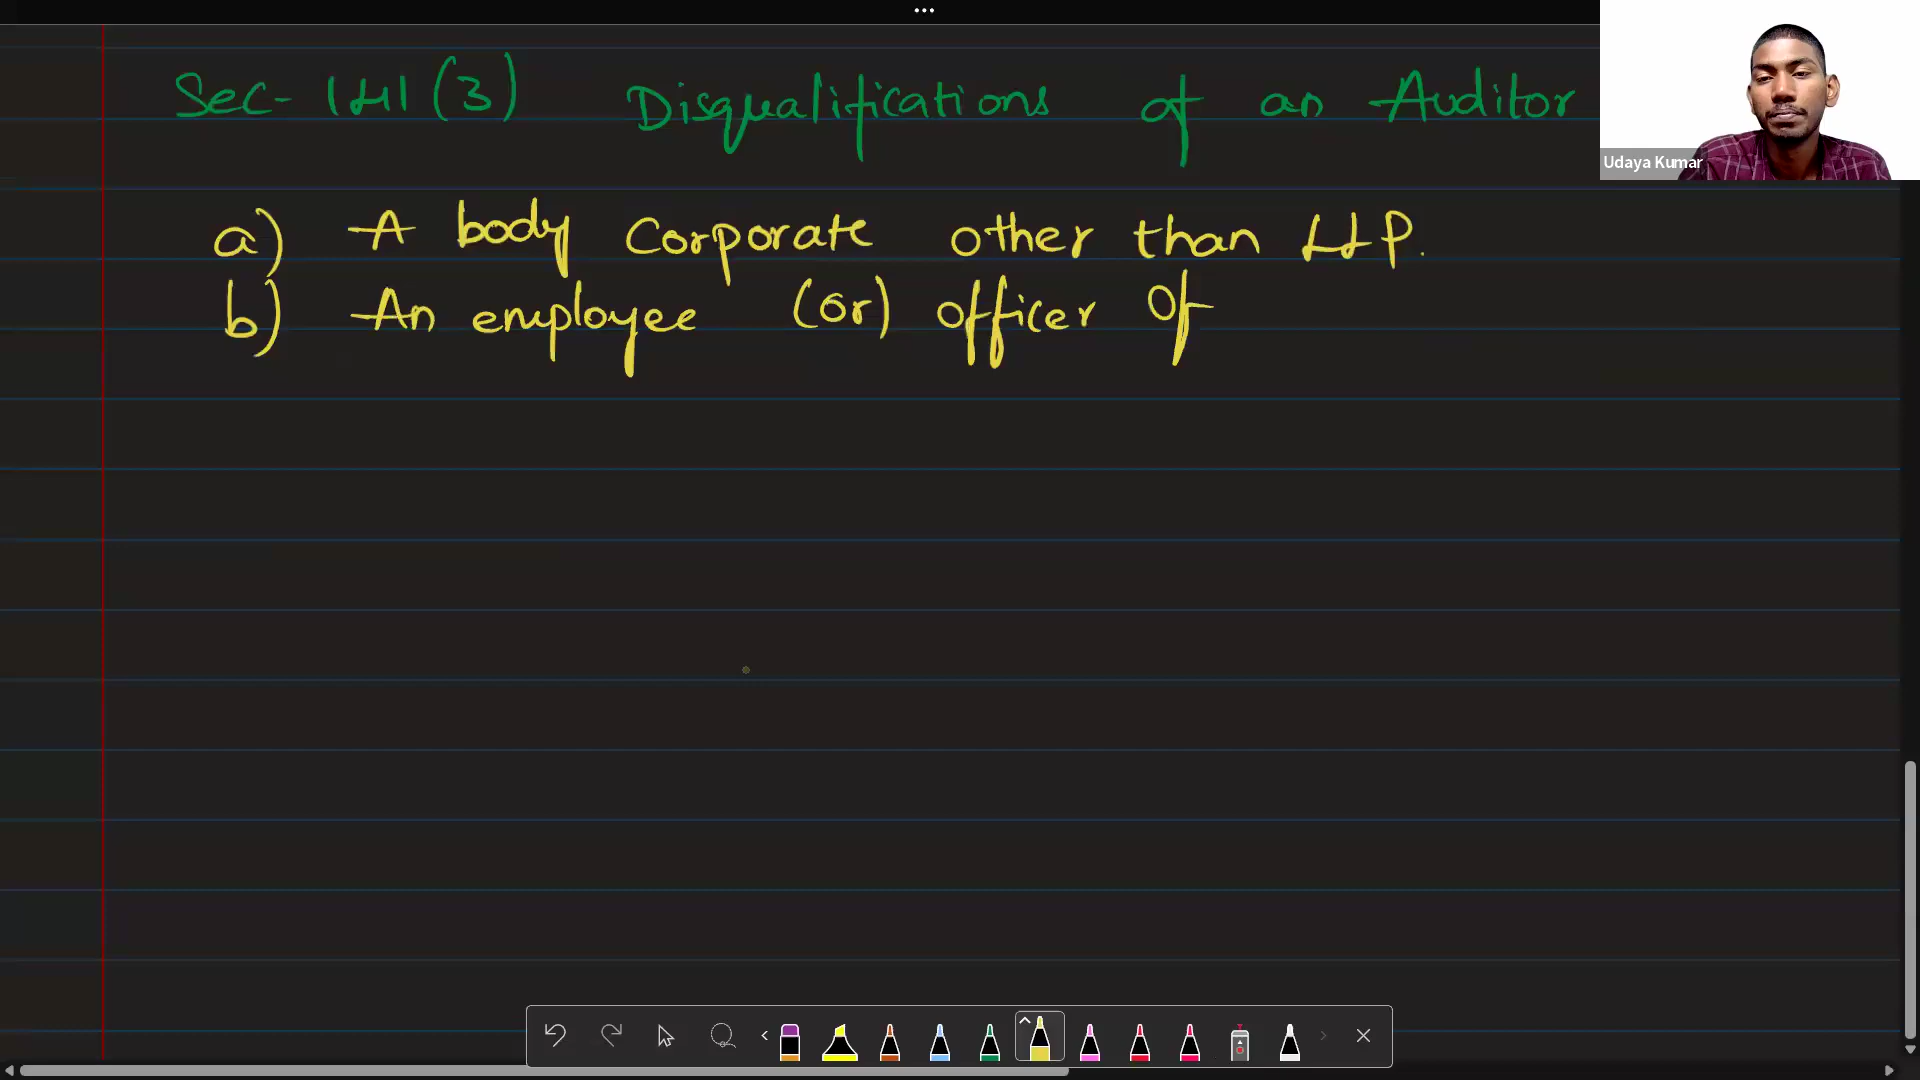 Sec- 141 (3) Disqualifications of an Auditor
Udaya Kumar
a) A body Corporate other than LLP.
b) An employee (or) officer of